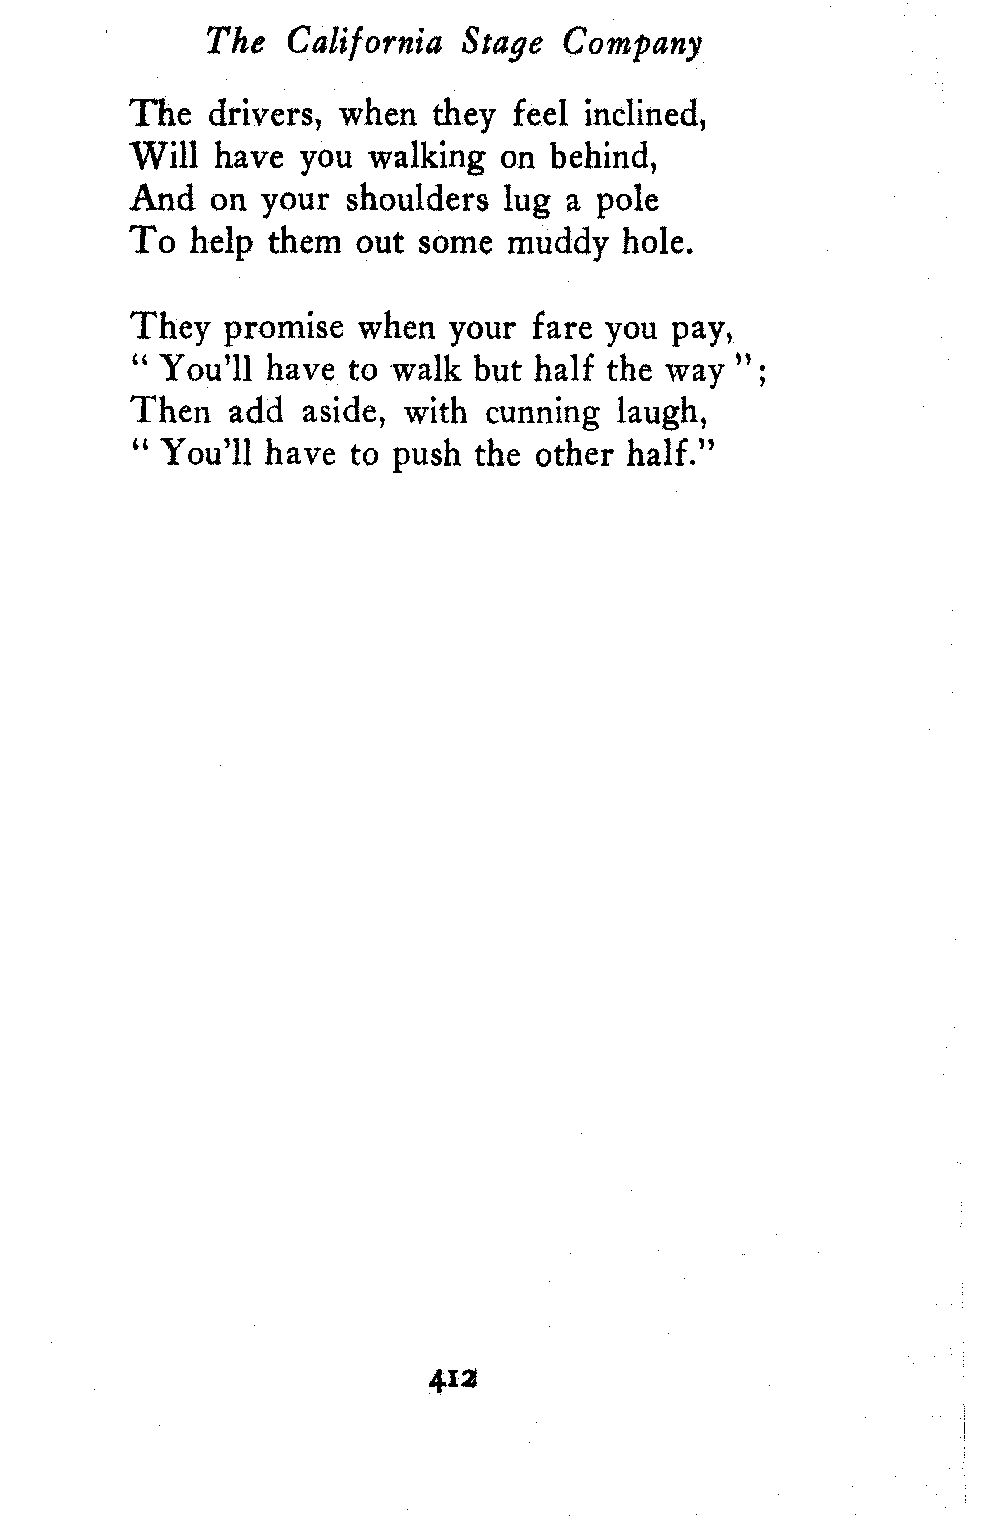 The California Stage Company
The drivers, when they feel inclined,
Will have you walking on behind,
And on your shoulders lug a pole
To help them out some muddy hole.
They promise when your fare you pay,
“ You'll have to walk but half the way ”;
Then add aside, with cunning laugh,
“ You'll have to push the other half.”
412